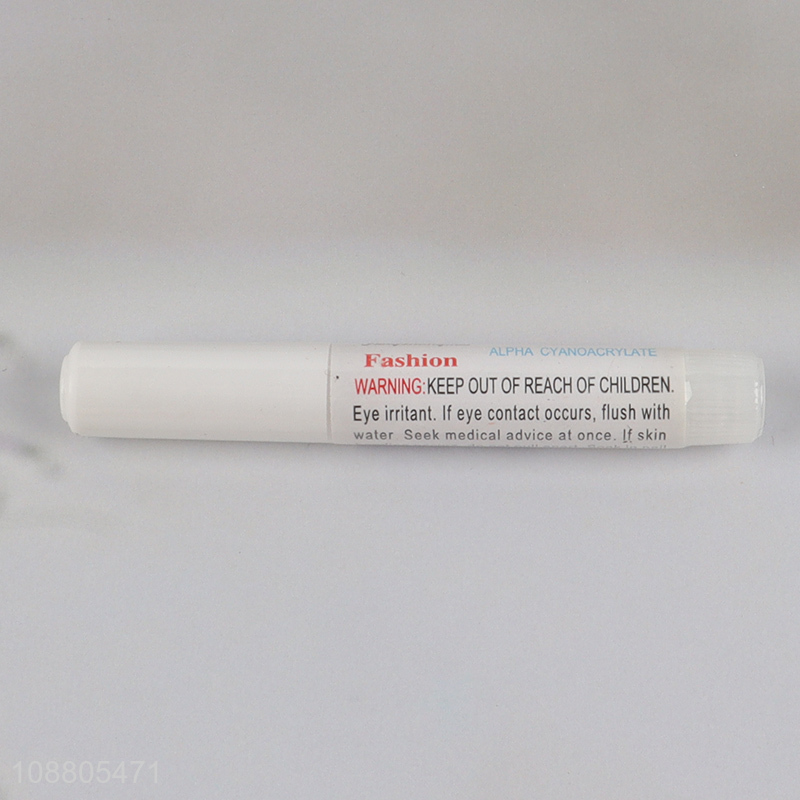 ALPHA CYANOACRYLATE
Fashion
WARNING:KEEP OUT OF REACH OF CHILDREN.
Eye irritant. If eye contact occurs, flush with
water. Seek medical advice at once. If skin
108805471